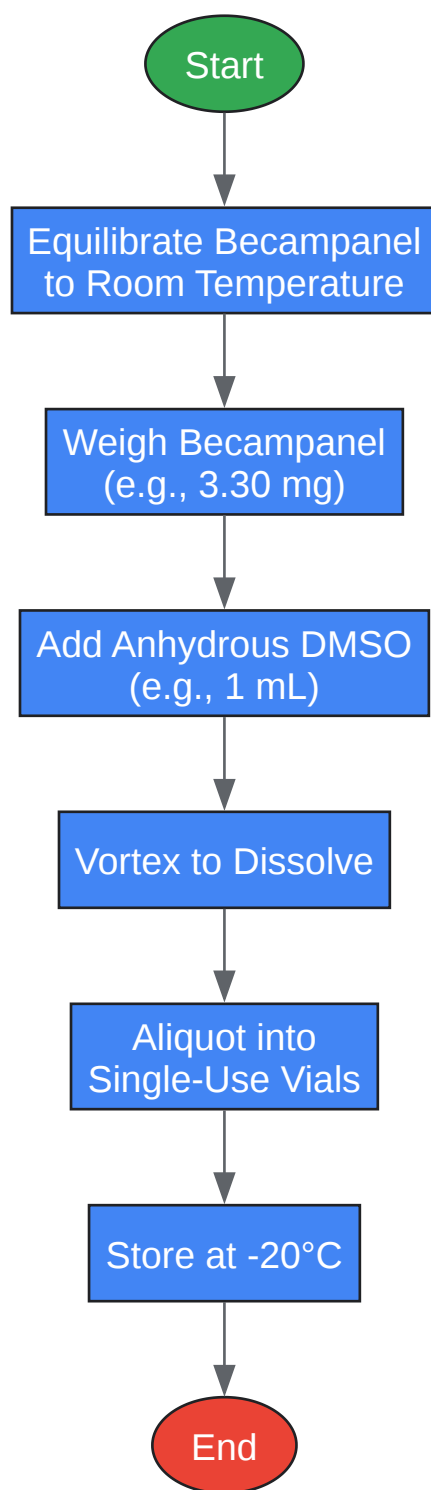 Start
Equilibrate Becampanel
to Room Temperature
Weigh Becampanel
(e.g., 3.30 mg)
Add Anhydrous DMSO
(e.g., 1 mL)
Vortex to Dissolve
Aliquot into
Single-Use Vials
Store at -20°C
End